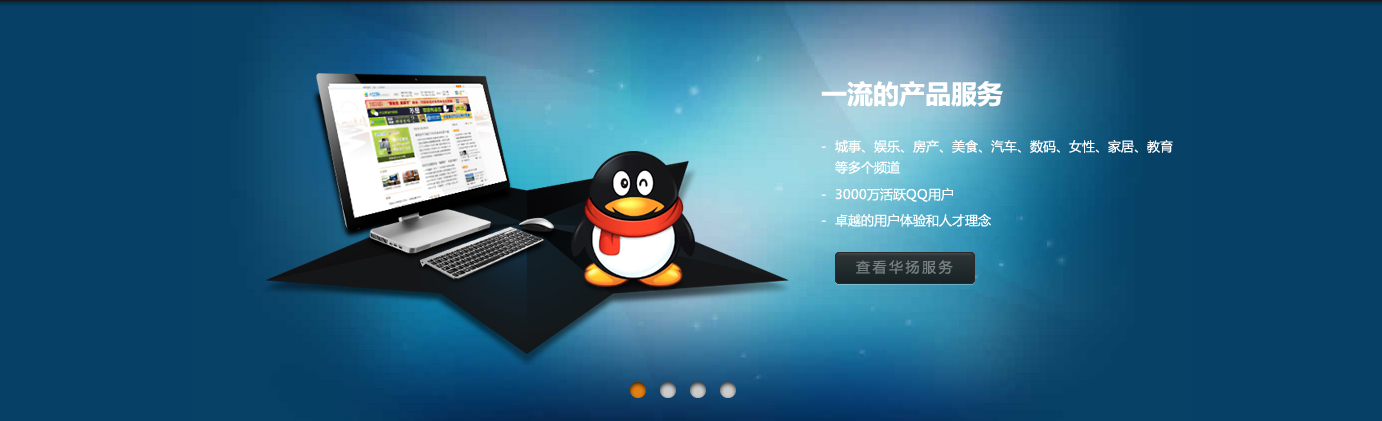 一流的产品服务
- 城事、娱乐、房产、美食、汽车、数码、女性、家居、教育
等多个频道
- 3000万活跃QQ用户
- 卓越的用户体验和人才理念
查看华扬服务